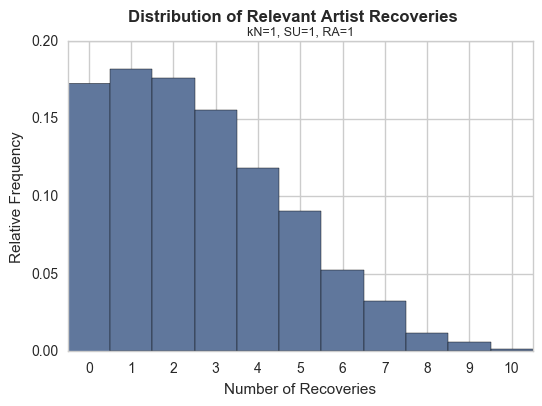 Distribution of Relevant Artist Recoveries
kN=1, SU=1, RA=1
0.20
0.15
0.10
0.05
0.00
Relative Frequency
0 1 2 3 4 5 6 7 8 9 10
Number of Recoveries